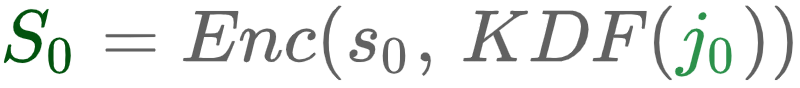 S₀ = Enc(s₀, KDF(j₀))